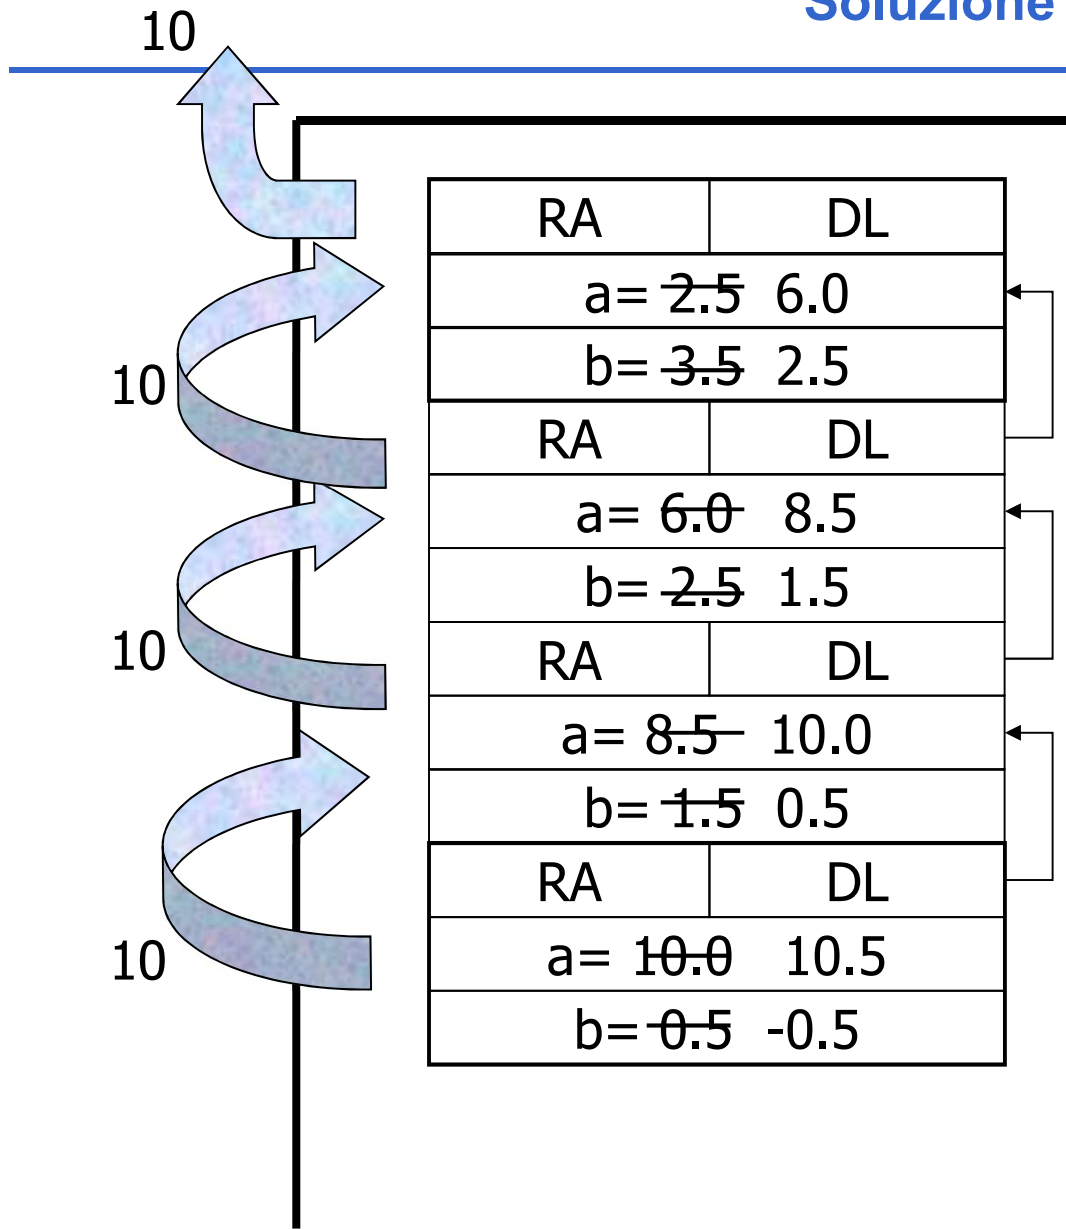 Soluzione
10
RA DL
a= 2.5 6.0
10
b= 3.5 2.5
RA DL
a= 6.0 8.5
b= 2.5 1.5
10
RA DL
a= 8.5 10.0
b= 1.5 0.5
RA DL
10
a= 10.0 10.5
b= 0.5 -0.5